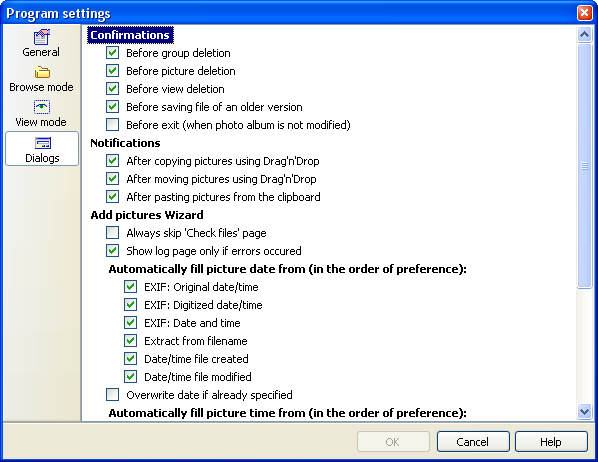 Program settings
General
Browse mode
View mode
Dialogs
Confirmations
Before group deletion
Before picture deletion
Before view deletion
Before saving file of an older version
Before exit (when photo album is not modified)
Notifications
After copying pictures using Drag'n'Drop
After moving pictures using Drag'n'Drop
After pasting pictures from the clipboard
Add pictures Wizard
Always skip 'Check files' page
Show log page only if errors occured
Automatically fill picture date from (in the order of preference):
EXIF: Original date/time
EXIF: Digitized date/time
EXIF: Date and time
Extract from filename
Date/time file created
Date/time file modified
Overwrite date if already specified
Automatically fill picture time from (in the order of preference):
OK
Cancel
Help